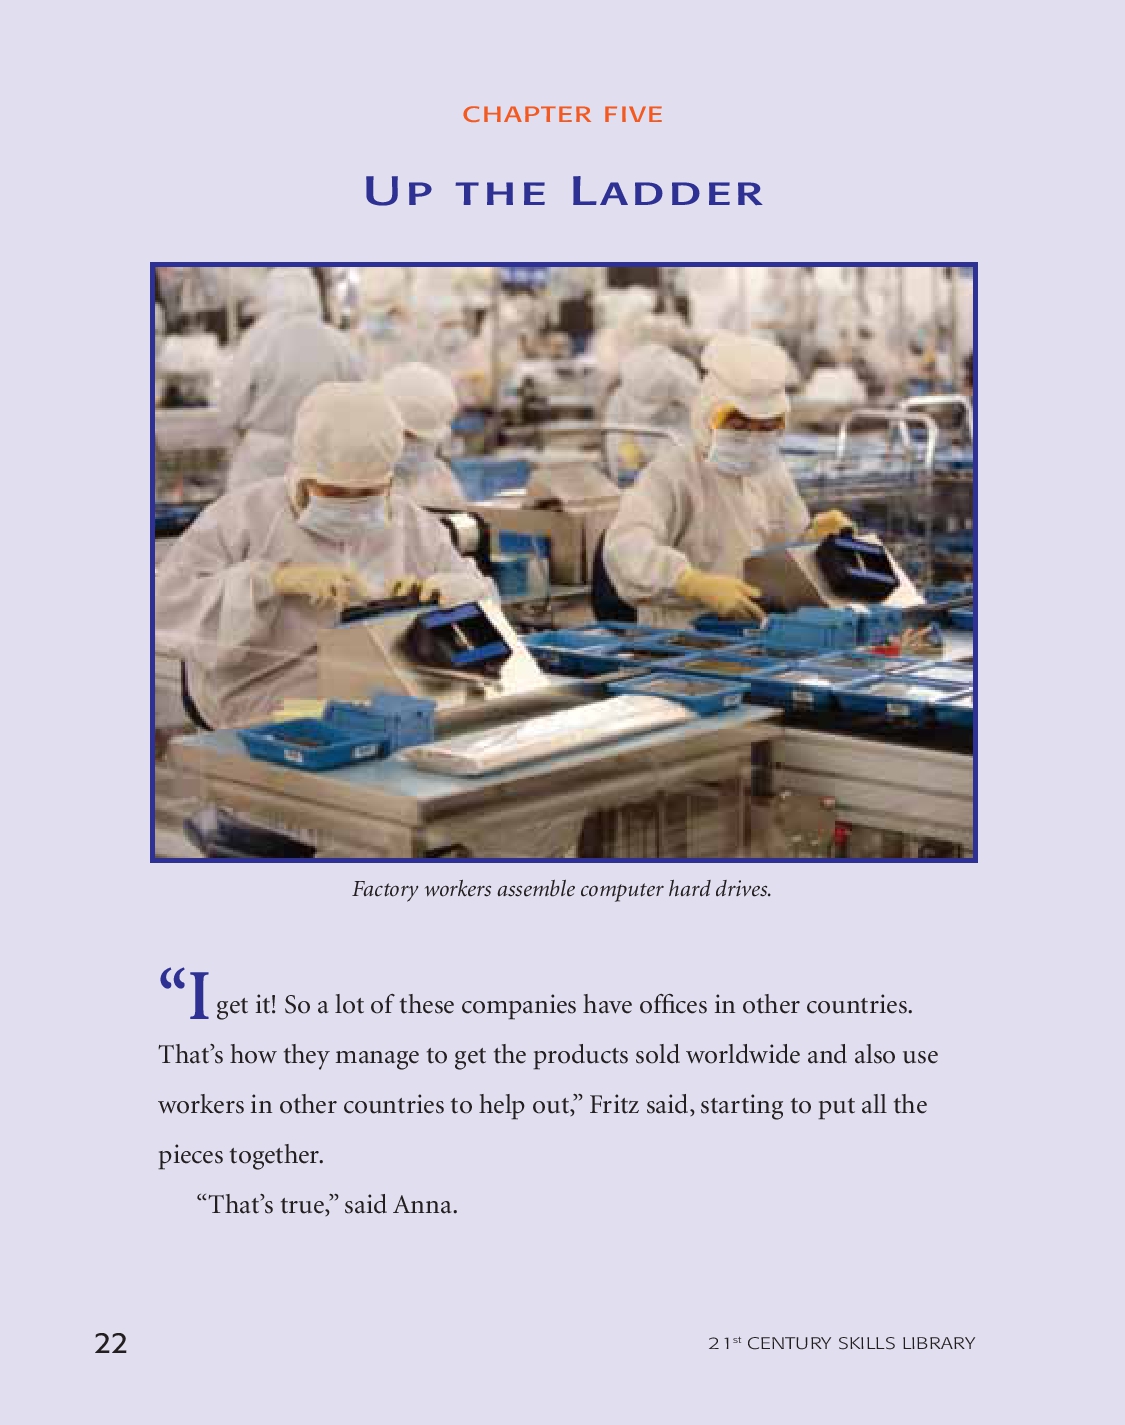 CHAPTER FIVE
UP THE LADDER
Factory workers assemble computer hard drives.
“I get it! So a lot of these companies have offices in other countries.
That’s how they manage to get the products sold worldwide and also use
workers in other countries to help out,” Fritz said, starting to put all the
pieces together.
“That’s true,” said Anna.
22
21st CENTURY SKILLS LIBRARY